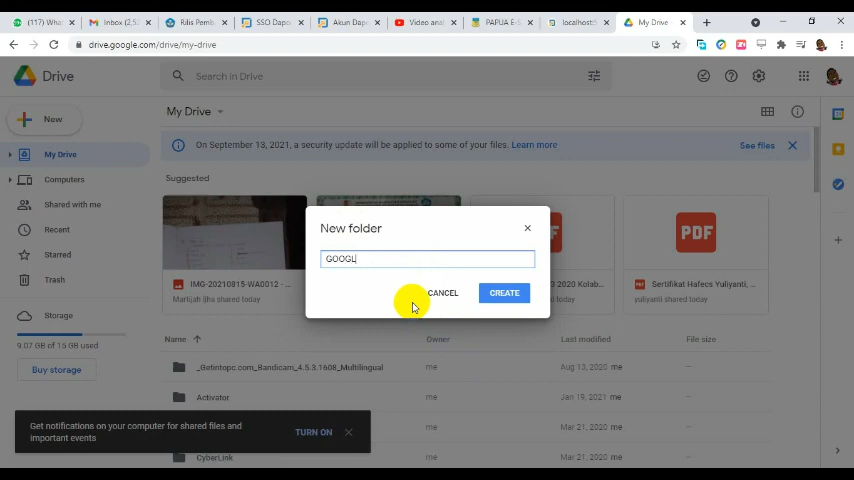 (117) Wha
Inbox (2.53
Rilis Pemb
SSO Dapo
Akun Dap
Video anal
PAPUA E-S
localhost:5
My Drive
drive.google.com/drive/my-drive
Drive
Search in Drive
New
My Drive
On September 13, 2021, a security update will be applied to some of your files. Learn more
See files
My Drive
Computers
Shared with me
Recent
Starred
Trash
Storage
9.07 GB of 15 GB used
Buy storage
Suggested
New folder
GOOGL
CANCEL
CREATE
PDF
IMG-20210815-WA0012 - ...
Martijah Ijha shared today
3 2020 Kolab...
today
Sertifikat Hafecs Yuliyanti, ...
yuliyanti shared today
Name
Owner
Last modified
File size
_Getintopc.com_Bandicam_4.5.3.1608_Multilingual
me
Aug 13, 2020 me
–
Activator
me
Jan 19, 2021 me
–
me
Mar 21, 2020 me
–
CyberLink
me
Mar 21, 2020 me
–
Get notifications on your computer for shared files and
important events
TURN ON